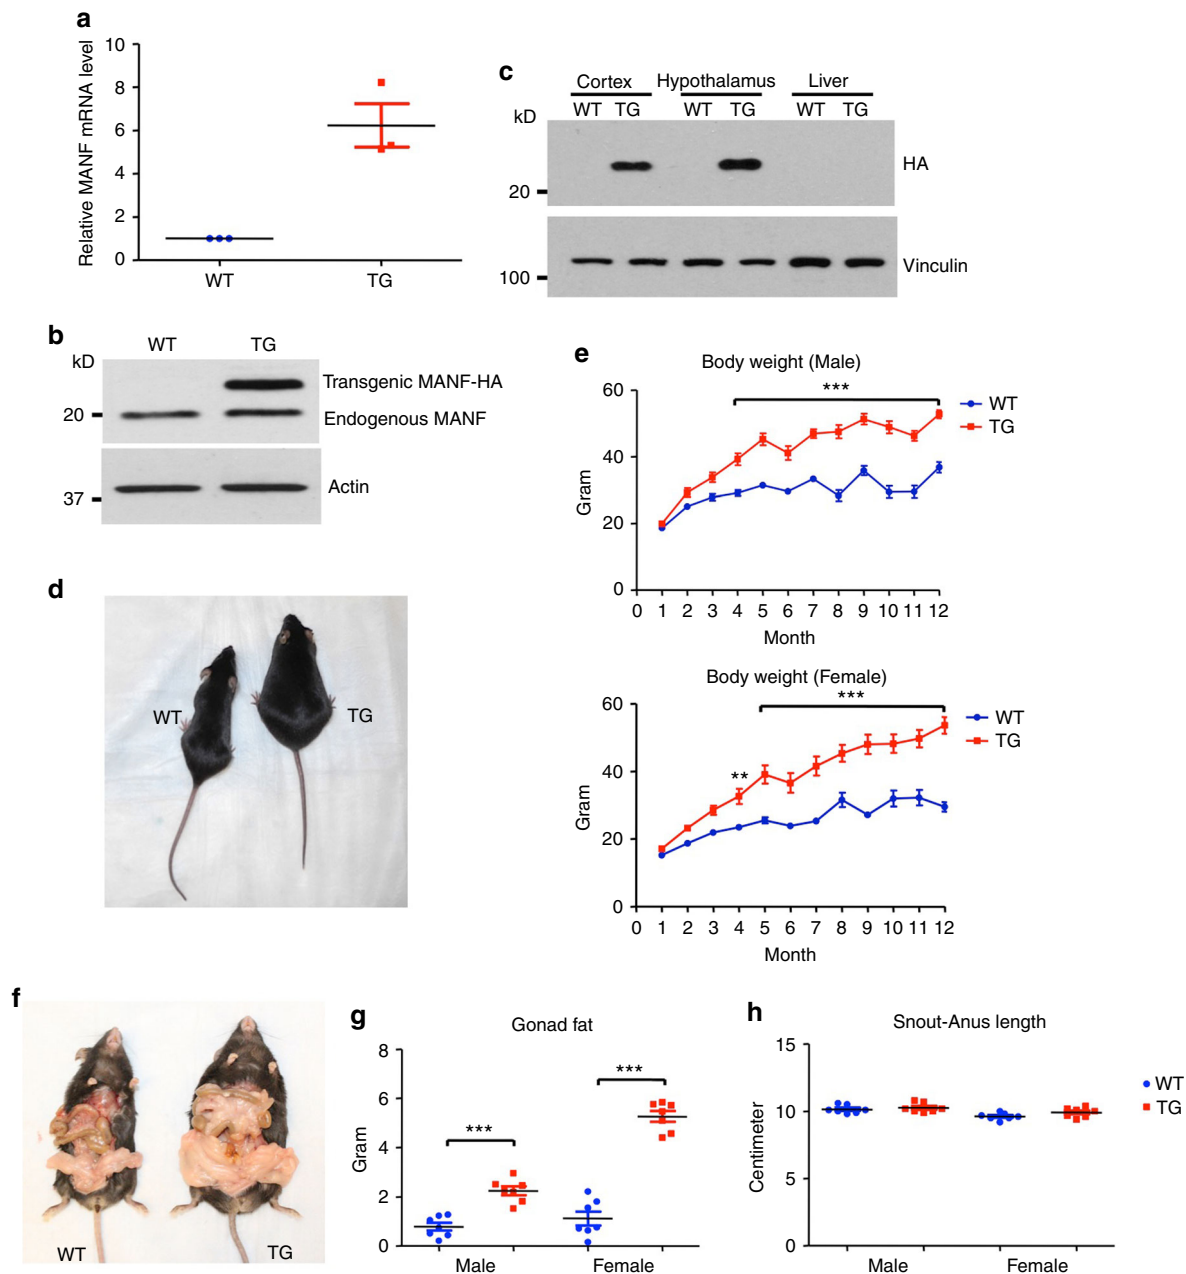 a
Relative MANF mRNA level
10
8
6
4
2
0
WT TG
b
kD
WT TG
20
37
Transgenic MANF-HA
Endogenous MANF
Actin
c
kD
Cortex Hypothalamus Liver
WT TG WT TG WT TG
20
HA
100
Vinculin
d
WT
TG
e
Body weight (Male)
***
60
40
20
0
Gram
0 1 2 3 4 5 6 7 8 9 10 11 12
Month
WT
TG
Body weight (Female)
***
**
60
40
20
0
Gram
0 1 2 3 4 5 6 7 8 9 10 11 12
Month
WT
TG
f
WT
TG
g
Gonad fat
8
6
4
2
0
Gram
***
***
Male Female
h
Snout-Anus length
15
10
5
0
Centimeter
Male Female
WT
TG